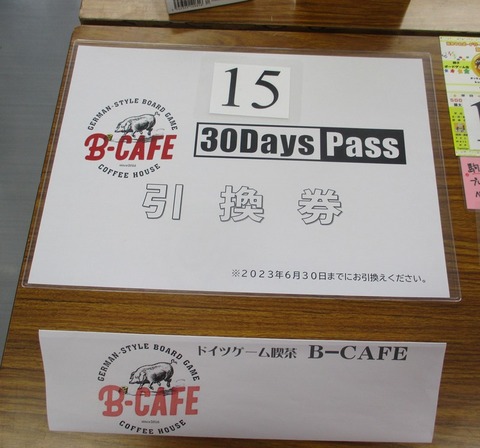 15
GERMAN-STYLE BOARD GAME
B-CAFE
COFFEE HOUSE
30Days Pass
引換券
※2023年6月30日までにお引換えください。
ドイツゲーム喫茶 B-CAFE
GERMAN-STYLE BOARD GAME
B-CAFE
COFFEE HOUSE